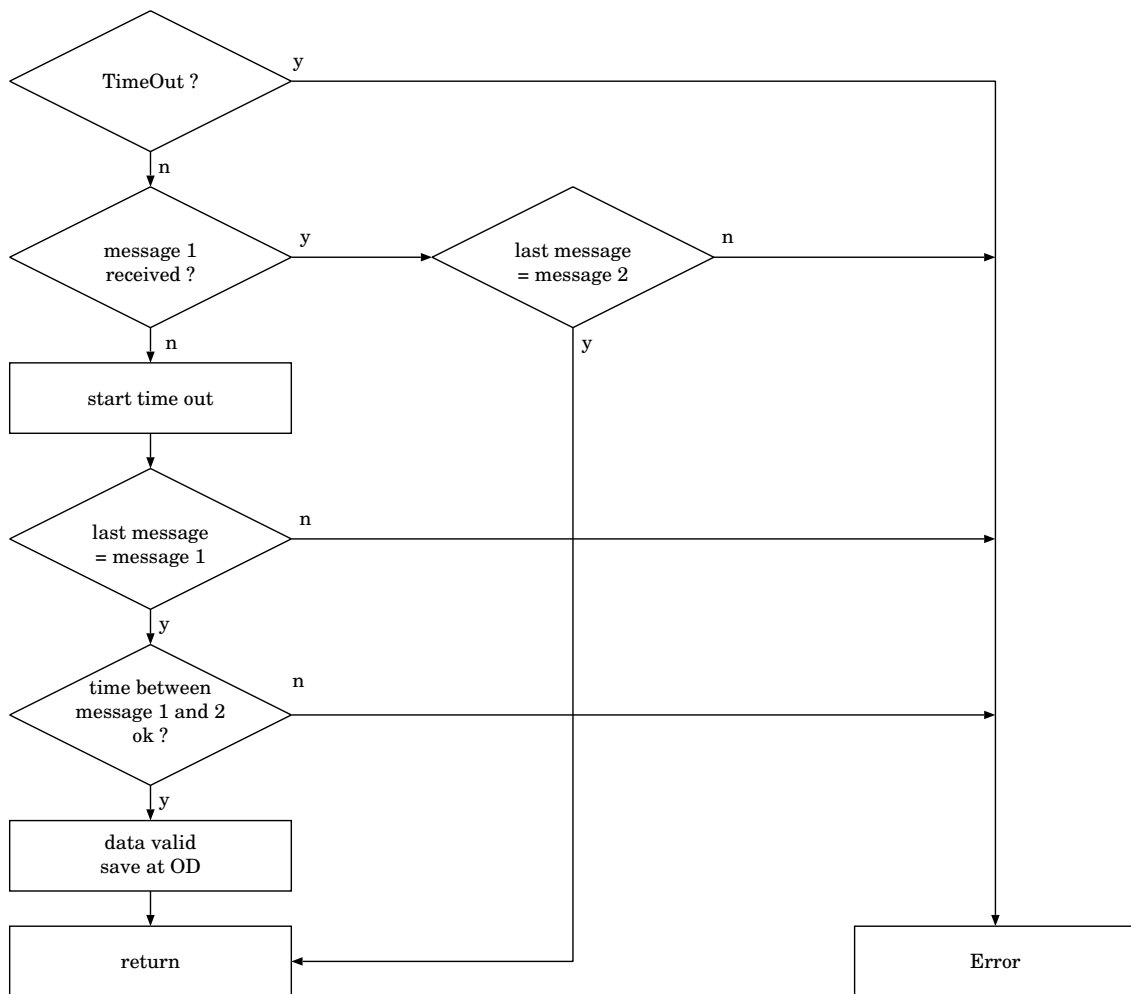 TimeOut ?
y
n
message 1
received ?
y
last message
= message 2
n
n
y
start time out
last message
= message 1
n
y
time between
message 1 and 2
ok ?
n
y
data valid
save at OD
return
Error